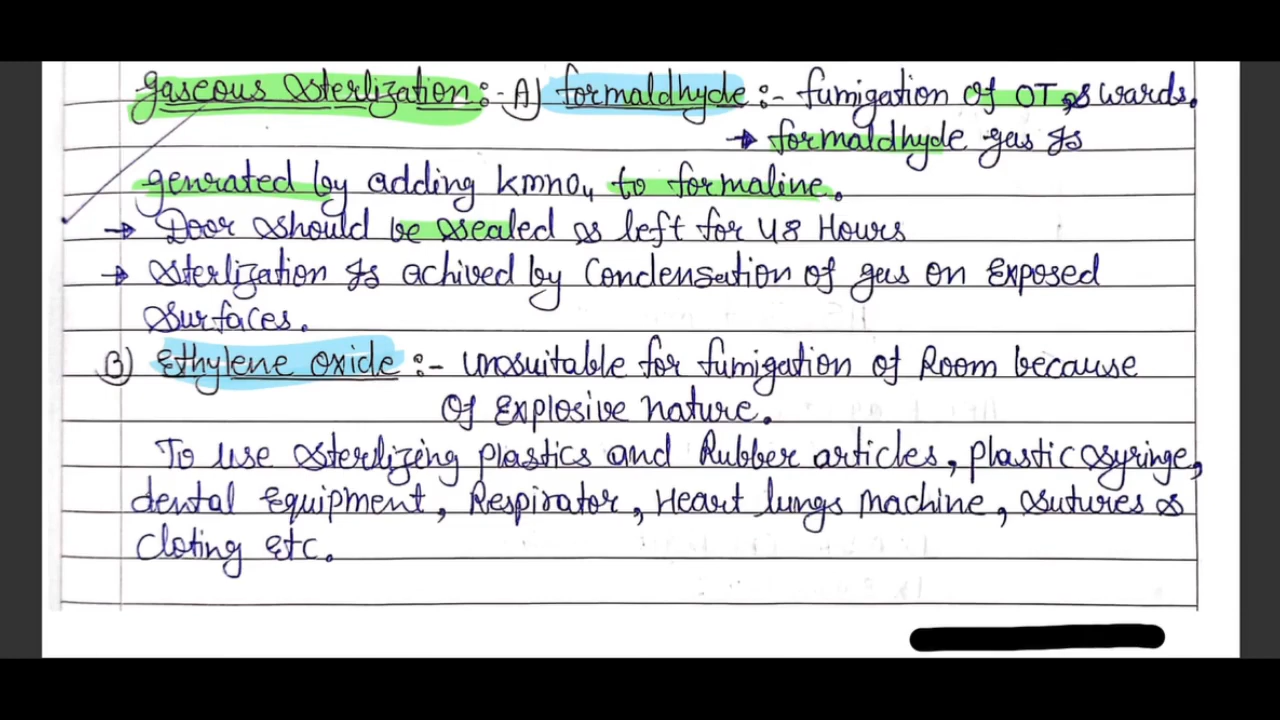 gaseous sterlization :- A) formaldhyde :- fumigation of OT & wards.
→ formaldhyde gas Is
genrated by adding kmno4 to formaline.
→ Door should be sealed & left for 48 Hours
→ sterlization Is achived by Condensation of gas on Exposed
Surfaces.
B) Ethylene oxide :- unsuitable for fumigation of Room because
Of Explosive nature.
To use sterlizing plastics and Rubber articles, plastic syringe,
dental Equipment, Respirator, Heart lungs machine, sutures &
cloting Etc.